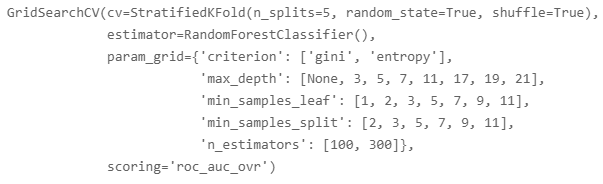 GridSearchCV(cv=StratifiedKFold(n_splits=5, random_state=True, shuffle=True),
             estimator=RandomForestClassifier(),
             param_grid={'criterion': ['gini', 'entropy'],
                         'max_depth': [None, 3, 5, 7, 11, 17, 19, 21],
                         'min_samples_leaf': [1, 2, 3, 5, 7, 9, 11],
                         'min_samples_split': [2, 3, 5, 7, 9, 11],
                         'n_estimators': [100, 300]},
             scoring='roc_auc_ovr')